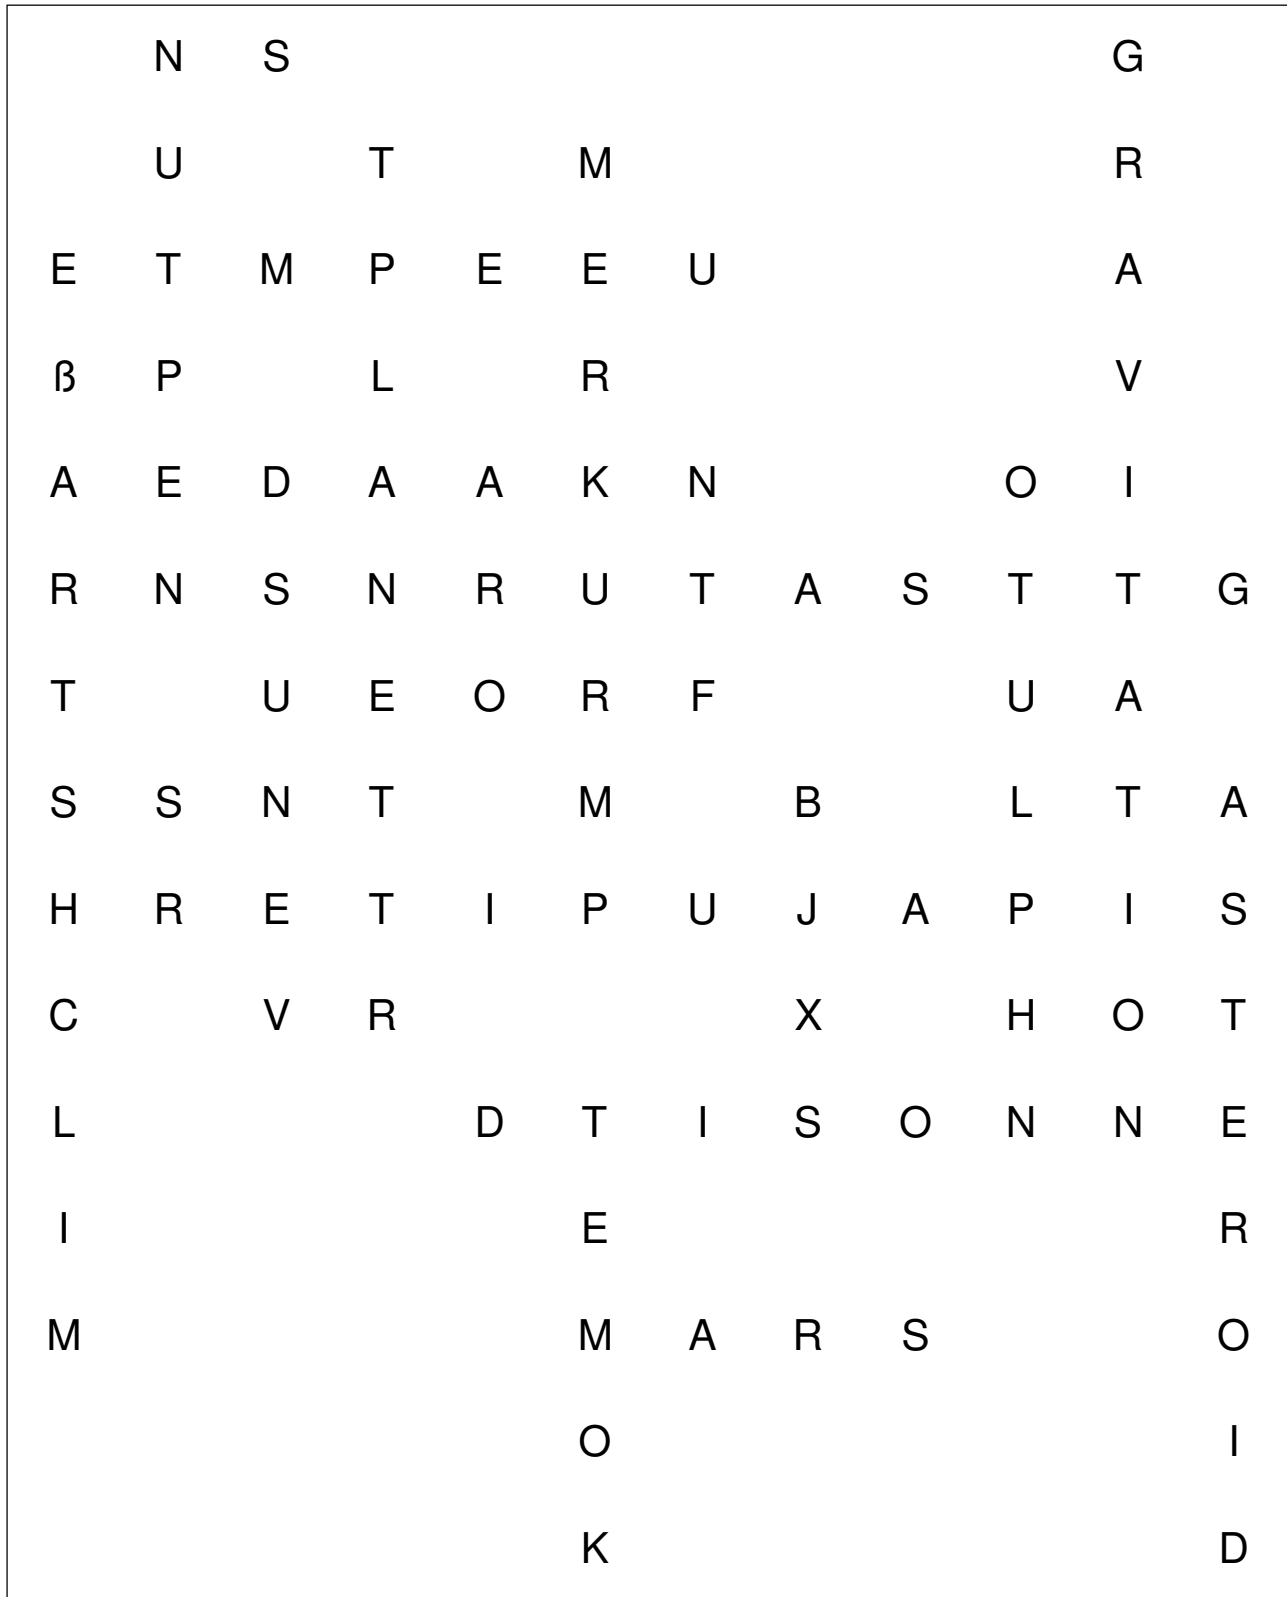 N S G
U T M R
E T M P E E U A
ß P L R V
A E D A A K N O I
R N S N R U T A S T T G
T U E O R F U A
S S N T M B L T A
H R E T I P U J A P I S
C V R X H O T
L D T I S O N N E
I E R
M M A R S O
O I
K D